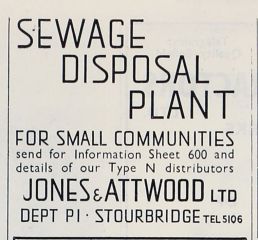 SEWAGE
DISPOSAL
PLANT
FOR SMALL COMMUNITIES
send for Information Sheet 600 and
details of our Type N distributors
JONES & ATTWOOD LTD
DEPT PI · STOURBRIDGE TEL 5106